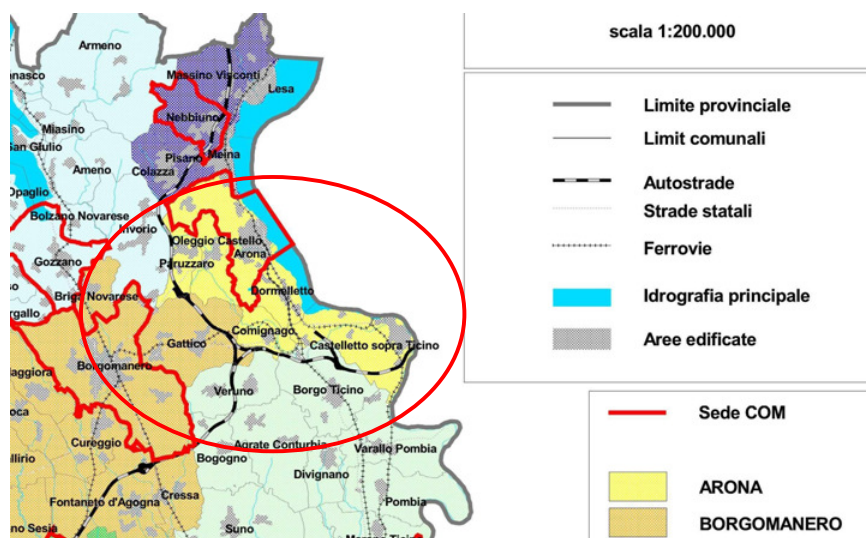 Armeno
Massino Visconti
Lesa
Nebbiuno
Miasino
San Giulio
Pisano
Meina
Ameno
Colazza
Opaglio
Bolzano Novarese
Invorio
Oleggio Castello
Arona
Gozzano
Paruzzaro
Dormelletto
Brig. Novarese
Comignago
Gattico
Castelletto sopra Ticino
Borgomanero
Veruno
Borgo Ticino
Cureggio
Agrate Conturbia
Varallo Pombia
Bogogno
Divignano
Cressa
Fontaneto d'Agogna
Pombia
Suno
scala 1:200.000
Limite provinciale
Limit comunali
Autostrade
Strade statali
Ferrovie
Idrografia principale
Aree edificate
Sede COM
ARONA
BORGOMANERO